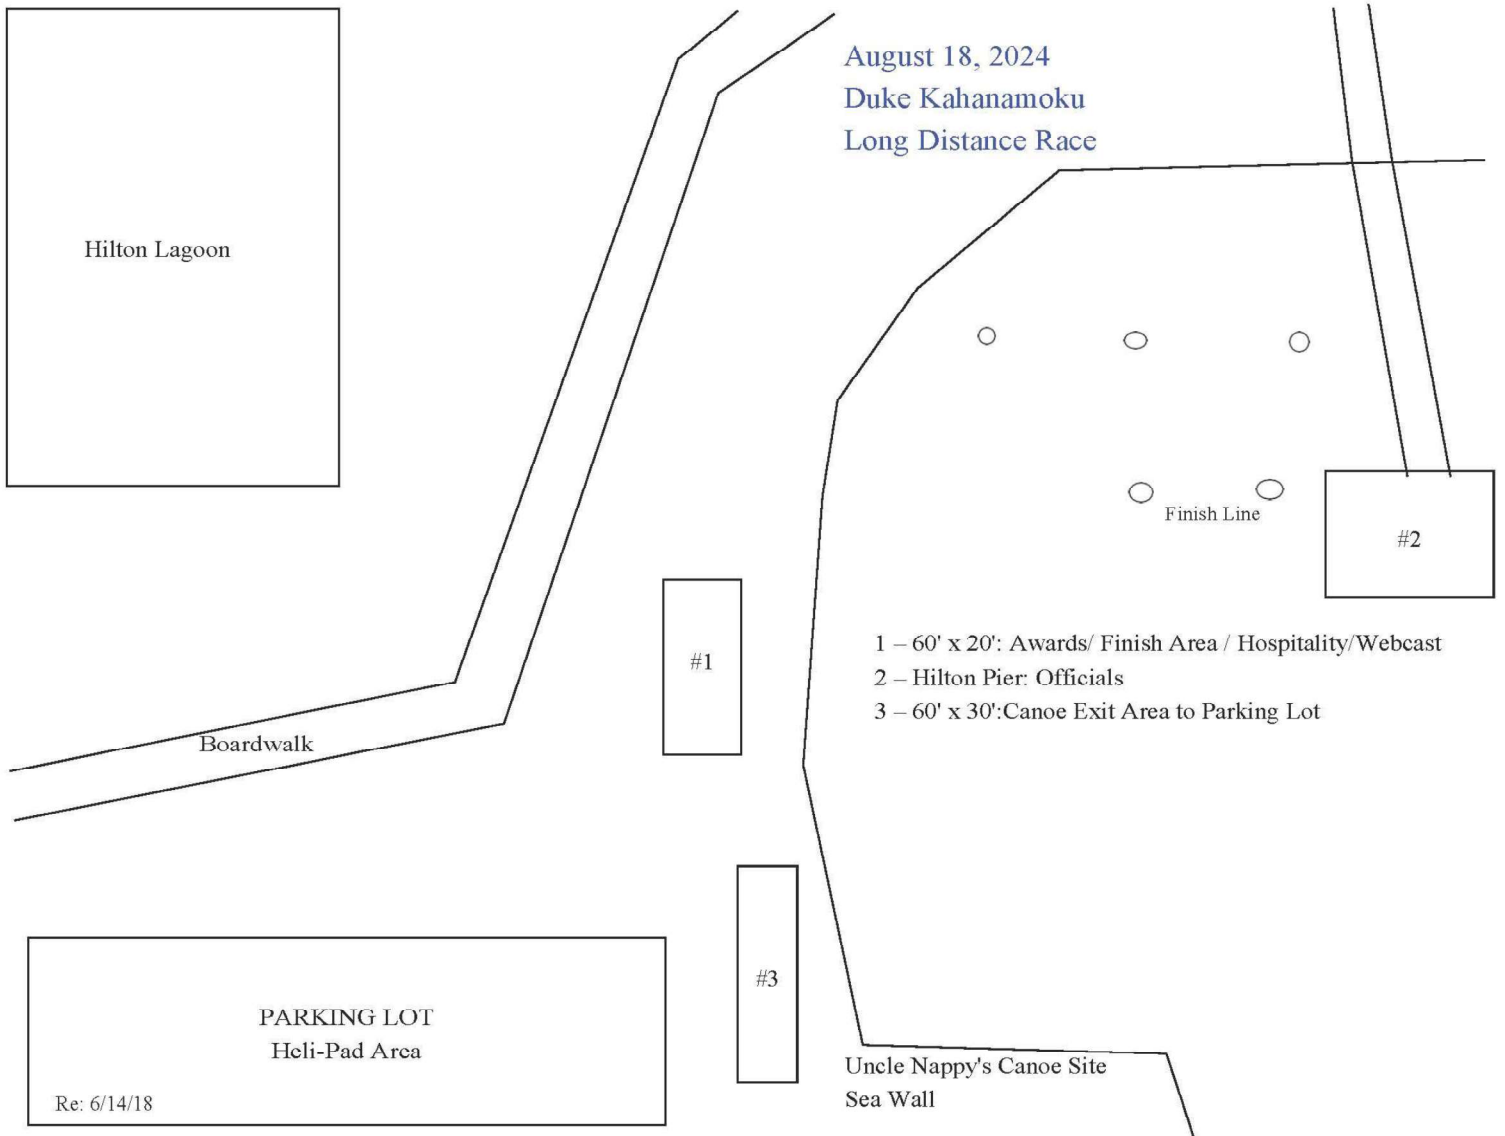 August 18, 2024
Duke Kahanamoku
Long Distance Race
Hilton Lagoon
Finish Line
#2
#1
1 – 60' x 20': Awards/ Finish Area / Hospitality/Webcast
2 – Hilton Pier: Officials
3 – 60' x 30':Canoe Exit Area to Parking Lot
Boardwalk
#3
PARKING LOT
Heli-Pad Area
Re: 6/14/18
Uncle Nappy's Canoe Site
Sea Wall